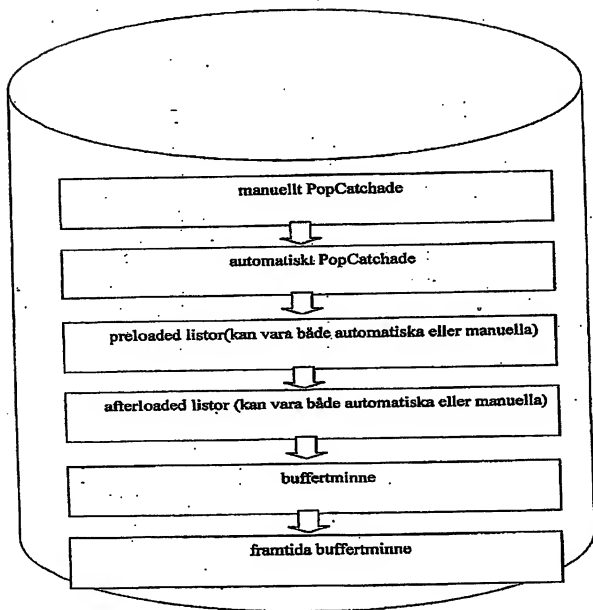 manuellt PopCatchade
automatiskt PopCatchade
preloaded listor(kan vara både automatiska eller manuella)
afterloaded listor (kan vara både automatiska eller manuella)
buffertminne
framtida buffertminne